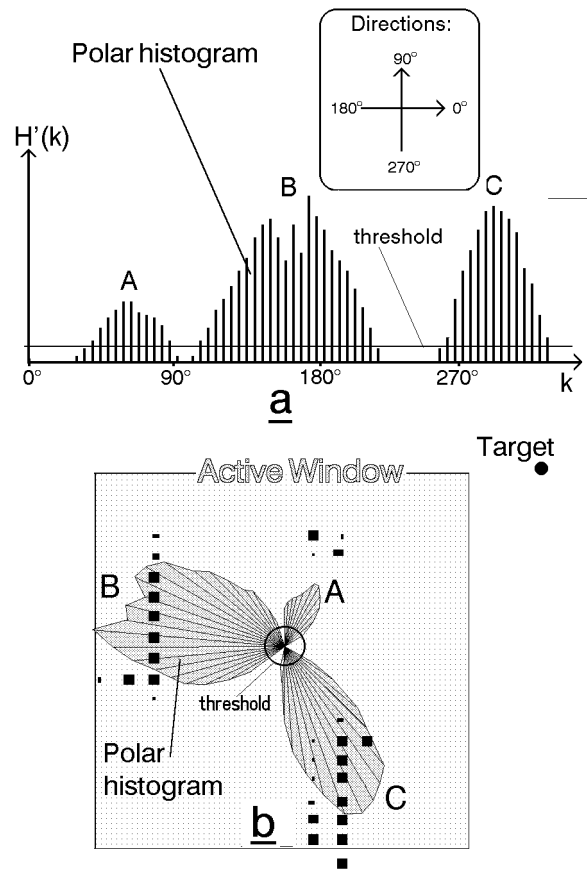 Directions:
90°
180°
0°
270°
Polar histogram
H'(k)
A
B
C
threshold
0°
90°
180°
270°
k
a
Target
Active Window
B
A
threshold
Polar
histogram
C
b